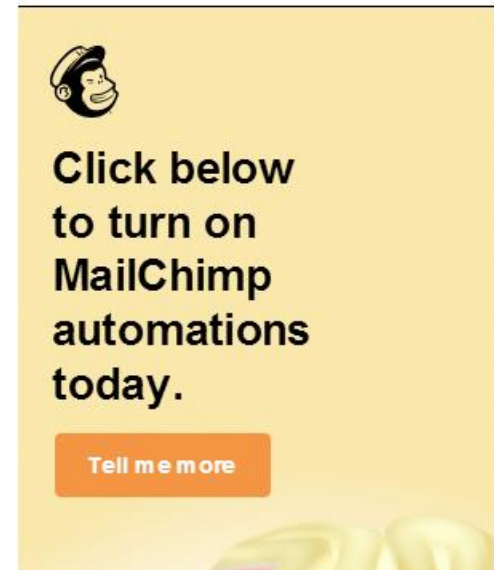 Click below
to turn on
MailChimp
automations
today.
Tell me more